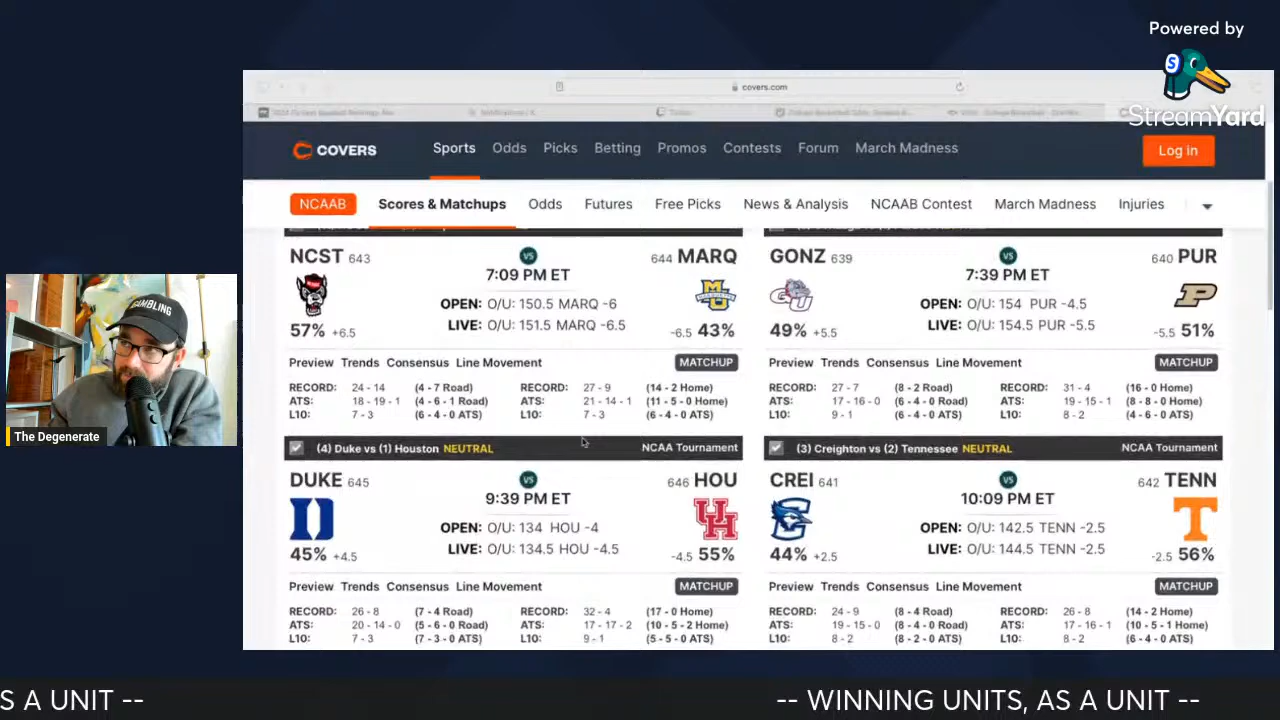 Powered by
StreamYard
covers.com
COVERS
Sports Odds Picks Betting Promos Contests Forum March Madness
Log in
NCAAB Scores & Matchups Odds Futures Free Picks News & Analysis NCAAB Contest March Madness Injuries
NCST 643 VS 644 MARQ
7:09 PM ET
OPEN: O/U: 150.5 MARQ -6
LIVE: O/U: 151.5 MARQ -6.5
57% +6.5 -6.5 43%
Preview Trends Consensus Line Movement MATCHUP
RECORD: 24 - 14 (4 - 7 Road) RECORD: 27 - 9 (14 - 2 Home)
ATS: 18 - 19 - 1 (4 - 6 - 1 Road) ATS: 21 - 14 - 1 (11 - 5 - 0 Home)
L10: 7 - 3 (6 - 4 - 0 ATS) L10: 7 - 3 (6 - 4 - 0 ATS)
GONZ 639 VS 640 PUR
7:39 PM ET
OPEN: O/U: 154 PUR -4.5
LIVE: O/U: 154.5 PUR -5.5
49% +5.5 -5.5 51%
Preview Trends Consensus Line Movement MATCHUP
RECORD: 27 - 7 (8 - 2 Road) RECORD: 31 - 4 (16 - 0 Home)
ATS: 17 - 16 - 0 (6 - 4 - 0 Road) ATS: 19 - 15 - 1 (8 - 8 - 0 Home)
L10: 9 - 1 (6 - 4 - 0 ATS) L10: 8 - 2 (4 - 6 - 0 ATS)
(4) Duke vs (1) Houston NEUTRAL NCAA Tournament
DUKE 645 VS 646 HOU
9:39 PM ET
OPEN: O/U: 134 HOU -4
LIVE: O/U: 134.5 HOU -4.5
45% +4.5 -4.5 55%
Preview Trends Consensus Line Movement MATCHUP
RECORD: 26 - 8 (7 - 4 Road) RECORD: 32 - 4 (17 - 0 Home)
ATS: 20 - 14 - 0 (5 - 6 - 0 Road) ATS: 17 - 17 - 2 (10 - 5 - 2 Home)
L10: 7 - 3 (7 - 3 - 0 ATS) L10: 9 - 1 (5 - 5 - 0 ATS)
(3) Creighton vs (2) Tennessee NEUTRAL NCAA Tournament
CREI 641 VS 642 TENN
10:09 PM ET
OPEN: O/U: 142.5 TENN -2.5
LIVE: O/U: 144.5 TENN -2.5
44% +2.5 -2.5 56%
Preview Trends Consensus Line Movement MATCHUP
RECORD: 24 - 9 (8 - 4 Road) RECORD: 26 - 8 (14 - 2 Home)
ATS: 19 - 15 - 0 (8 - 4 - 0 Road) ATS: 17 - 16 - 1 (10 - 5 - 1 Home)
L10: 8 - 2 (8 - 2 - 0 ATS) L10: 8 - 2 (6 - 4 - 0 ATS)
GAMBLING
The Degenerate
S A UNIT -- -- WINNING UNITS, AS A UNIT --